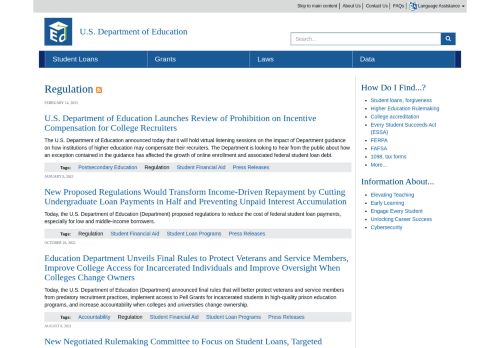 Skip to main content | About Us | Contact Us | FAQs | Language Assistance
Ed
U.S. Department of Education
Search...
Student Loans Grants Laws Data
Regulation
U.S. Department of Education Launches Review of Prohibition on Incentive
Compensation for College Recruiters
The U.S. Department of Education announced today that it will hold virtual listening sessions on the impact of Department guidance
on how institutions of higher education may compensate their recruiters. The Department is looking to hear from the public about how
an exception contained in the guidance has affected the growth of online enrollment and associated federal student loan debt.
Tags: Postsecondary Education Regulation Student Financial Aid Press Releases
New Proposed Regulations Would Transform Income-Driven Repayment by Cutting
Undergraduate Loan Payments in Half and Preventing Unpaid Interest Accumulation
Today, the U.S. Department of Education (Department) proposed regulations to reduce the cost of federal student loan payments,
especially for low and middle-income borrowers.
Tags: Regulation Student Financial Aid Student Loan Programs Press Releases
Education Department Unveils Final Rules to Protect Veterans and Service Members,
Improve College Access for Incarcerated Individuals and Improve Oversight When
Colleges Change Owners
Today, the U.S. Department of Education (Department) announced final rules that will better protect veterans and service members
from predatory recruitment practices, implement access to Pell Grants for incarcerated students in high-quality prison education
programs, and increase accountability when colleges and universities change ownership.
Tags: Accountability Regulation Student Financial Aid Student Loan Programs Press Releases
New Negotiated Rulemaking Committee to Focus on Student Loans, Targeted
How Do I Find...?
Student loans, forgiveness
Higher Education Rulemaking
College accreditation
Every Student Succeeds Act
(ESSA)
FERPA
FAFSA
1098, tax forms
More...
Information About...
Elevating Teaching
Early Learning
Engage Every Student
Unlocking Career Success
Cybersecurity